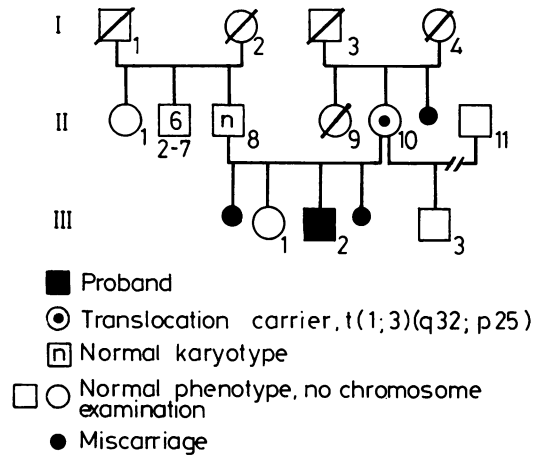 I
1 2 3 4
II
1 6 n 9 10 11
2-7 8
III
1 2 3
Proband
Translocation carrier, t(1;3)(q32; p25)
n Normal karyotype
Normal phenotype, no chromosome
examination
Miscarriage